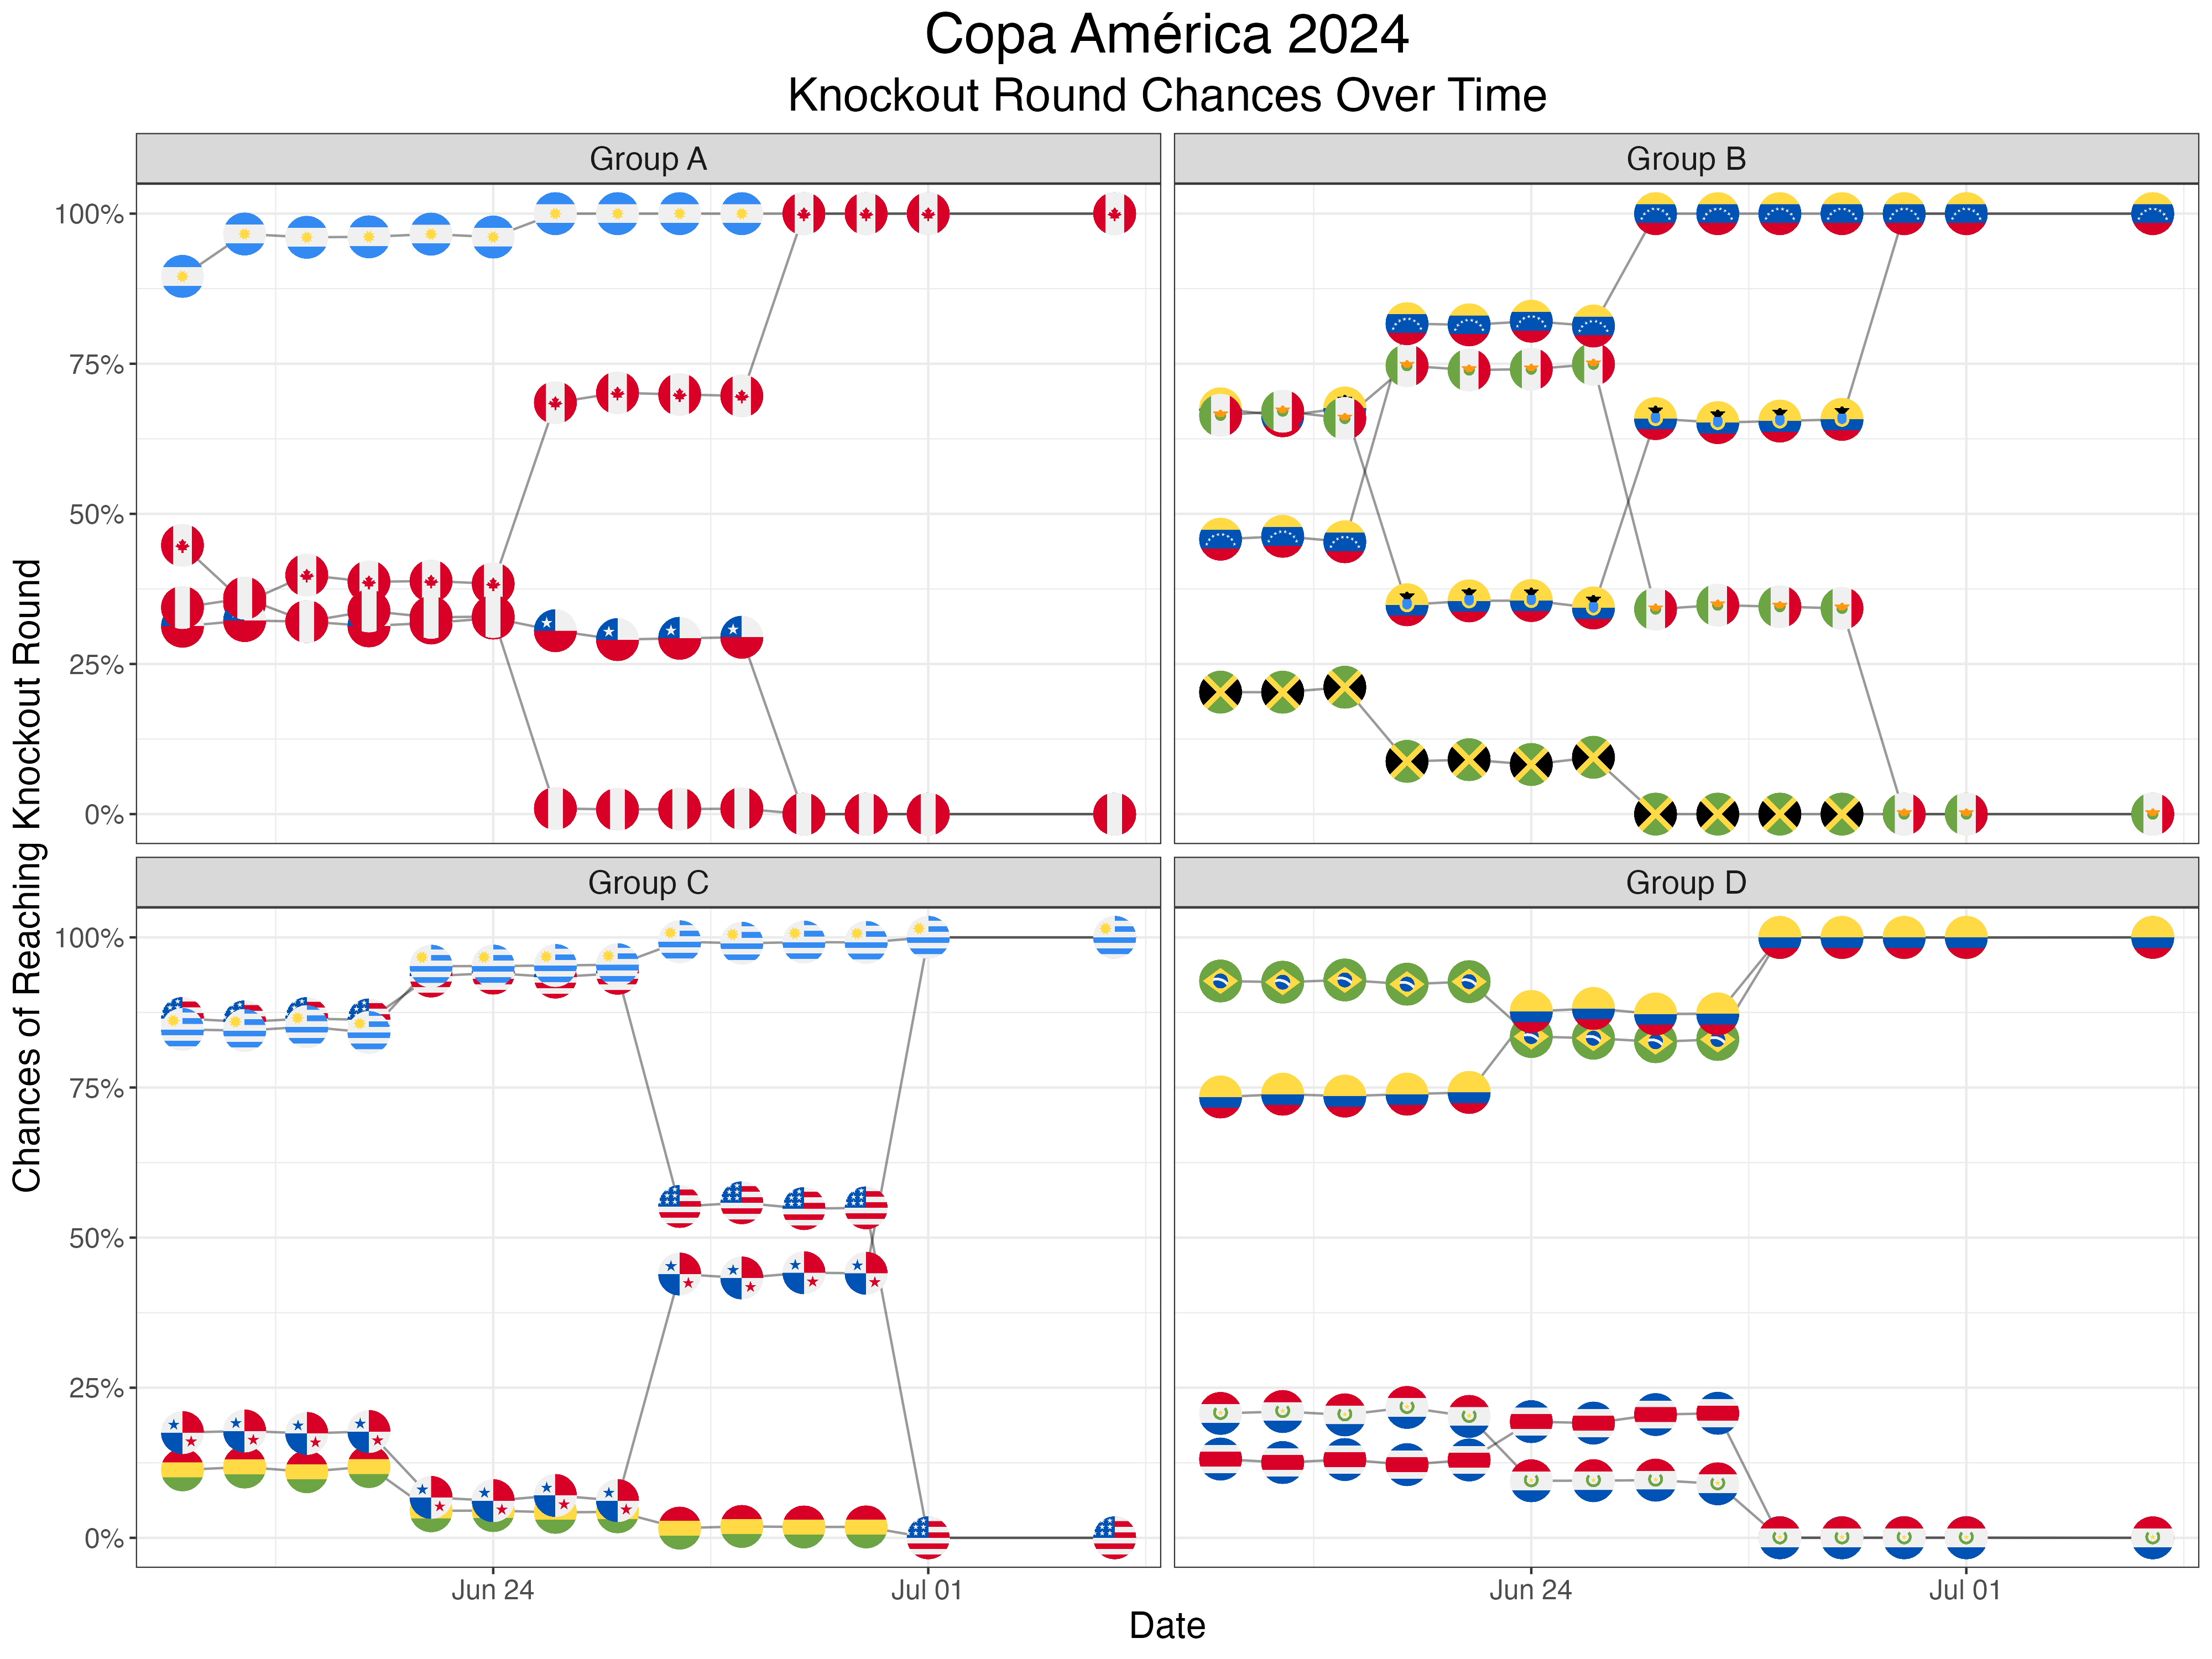 Copa América 2024
Knockout Round Chances Over Time
Chances of Reaching Knockout Round
Group A
Group B
100%
75%
50%
25%
0%
Group C
Group D
100%
75%
50%
25%
0%
Jun 24
Jul 01
Jun 24
Jul 01
Date